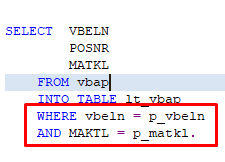 SELECT VBELN
POSNR
MATKL
FROM vbap
INTO TABLE lt_vbap
WHERE vbeln = p_vbeln
AND MAKTL = p_matkl.